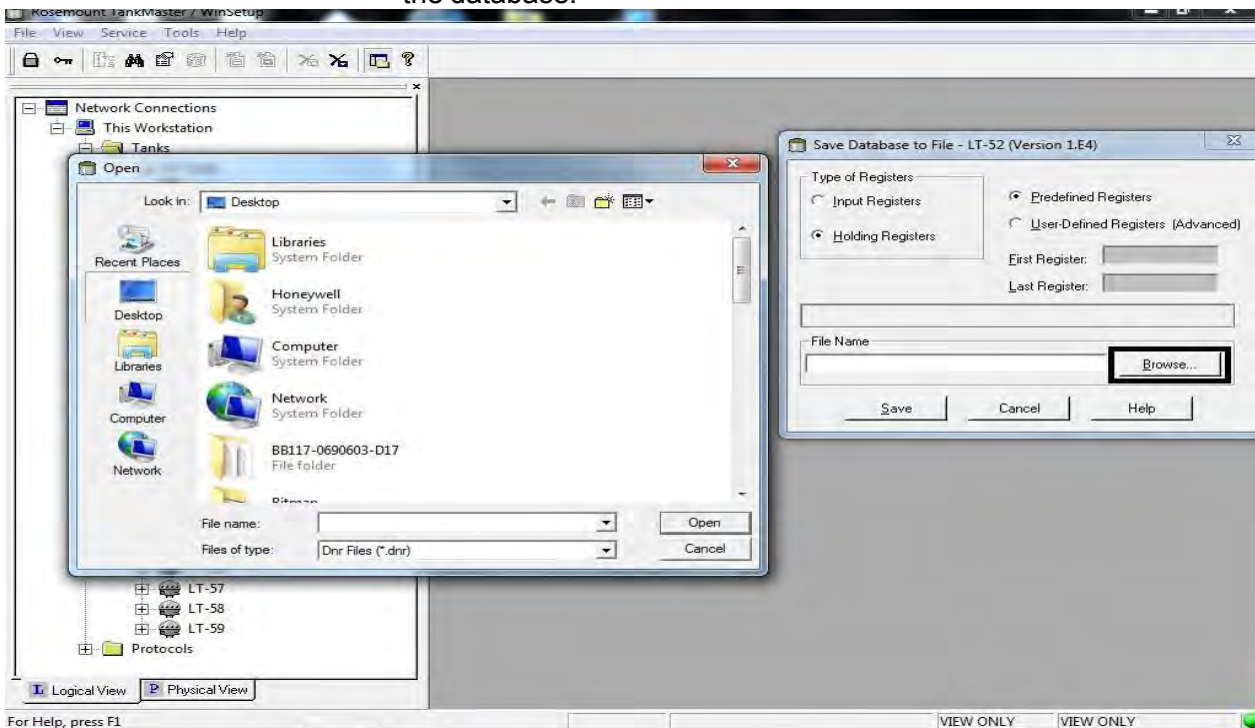 the database.
Rosemount TankMaster / WinSetup
File View Service Tools Help
Network Connections
This Workstation
Tanks
Open
Look in: Desktop
Recent Places
Desktop
Libraries
Computer
Network
Libraries
System Folder
Honeywell
System Folder
Computer
System Folder
Network
System Folder
BB117-0690603-D17
File folder
Bitman
File name:
Open
Files of type: Dnr Files (*.dnr)
Cancel
LT-57
LT-58
LT-59
Protocols
L Logical View P Physical View
Save Database to File - LT-52 (Version 1.E4)
Type of Registers
Input Registers
Holding Registers
Predefined Registers
User-Defined Registers (Advanced)
First Register:
Last Register:
File Name
Browse...
Save Cancel Help
For Help, press F1
VIEW ONLY VIEW ONLY